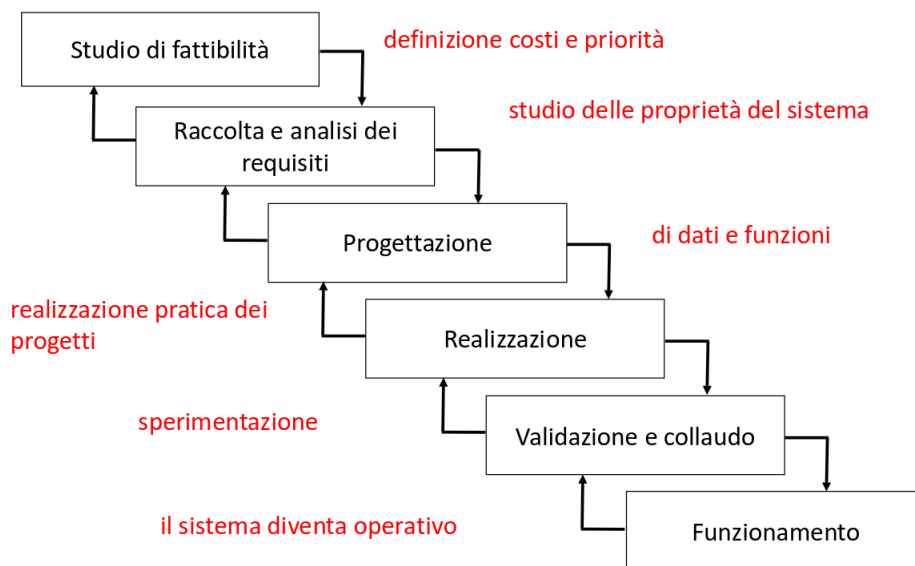 Studio di fattibilità
definizione costi e priorità
studio delle proprietà del sistema
Raccolta e analisi dei
requisiti
Progettazione
di dati e funzioni
realizzazione pratica dei
progetti
Realizzazione
sperimentazione
Validazione e collaudo
il sistema diventa operativo
Funzionamento